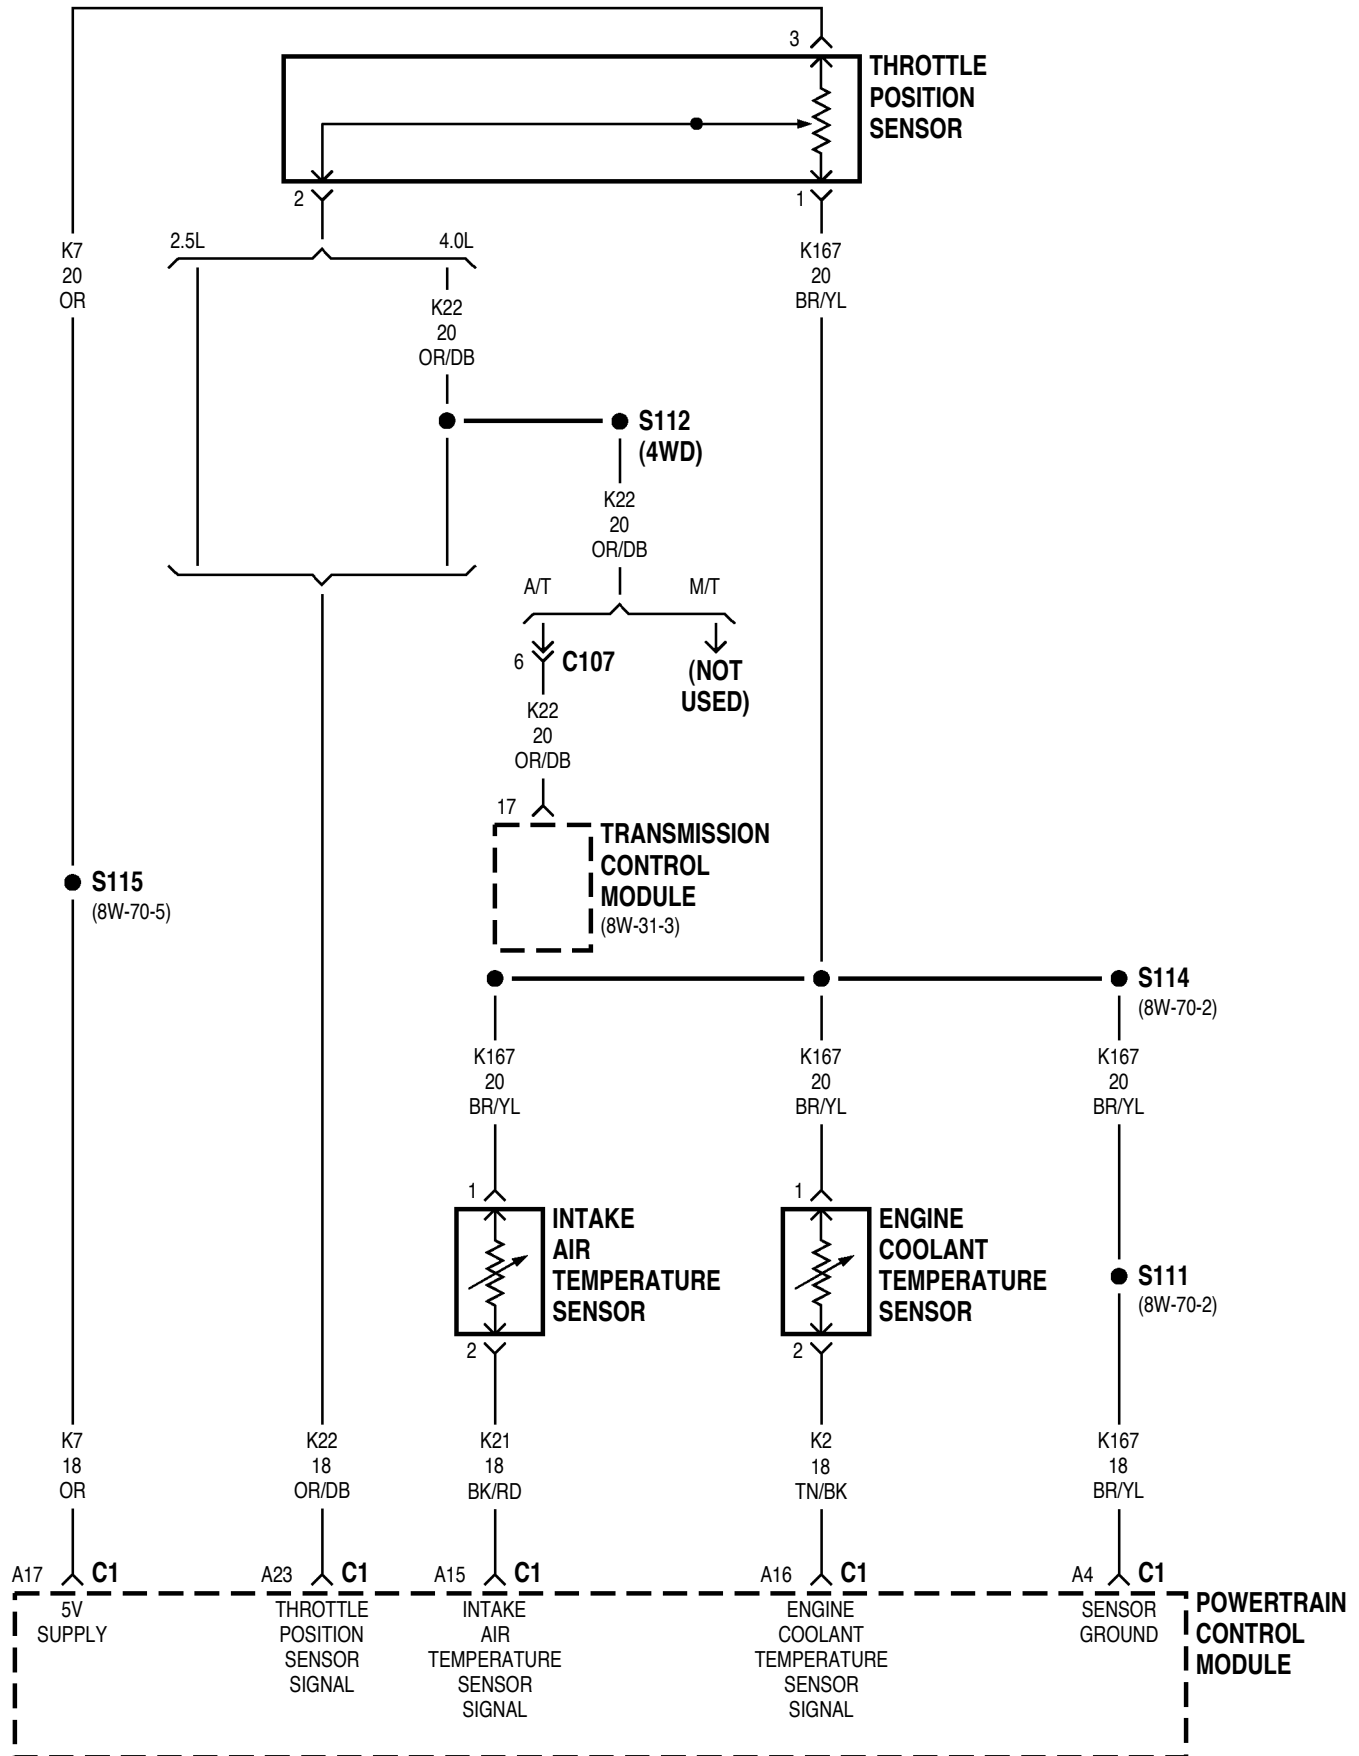 3
THROTTLE
POSITION
SENSOR
2
1
2.5L
4.0L
K7
20
OR
K167
20
BR/YL
K22
20
OR/DB
S112
(4WD)
K22
20
OR/DB
A/T
M/T
6
C107
(NOT
USED)
K22
20
OR/DB
17
TRANSMISSION
CONTROL
MODULE
(8W-31-3)
S115
(8W-70-5)
S114
(8W-70-2)
K167
20
BR/YL
K167
20
BR/YL
K167
20
BR/YL
1
INTAKE
AIR
TEMPERATURE
SENSOR
2
1
ENGINE
COOLANT
TEMPERATURE
SENSOR
2
S111
(8W-70-2)
K7
18
OR
K22
18
OR/DB
K21
18
BK/RD
K2
18
TN/BK
K167
18
BR/YL
A17 C1
A23 C1
A15 C1
A16 C1
A4 C1
5V
SUPPLY
THROTTLE
POSITION
SENSOR
SIGNAL
INTAKE
AIR
TEMPERATURE
SENSOR
SIGNAL
ENGINE
COOLANT
TEMPERATURE
SENSOR
SIGNAL
SENSOR
GROUND
POWERTRAIN
CONTROL
MODULE